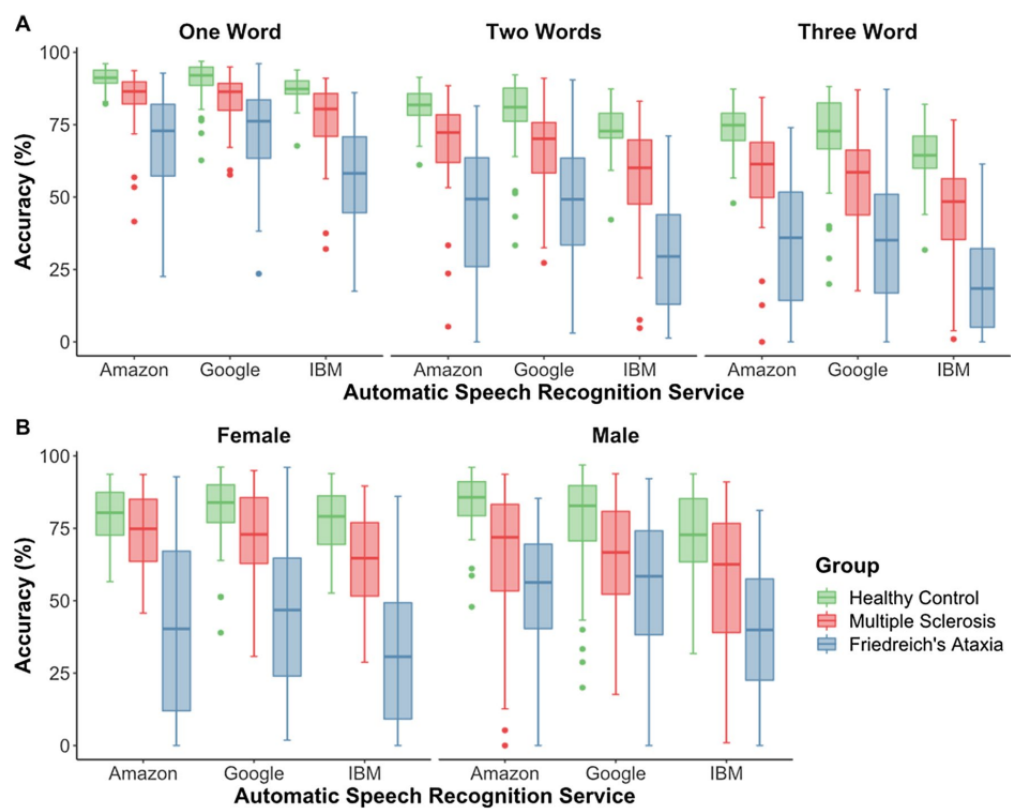 A
One Word Two Words Three Word
Accuracy (%)
100
75
50
25
0
Amazon Google IBM Amazon Google IBM Amazon Google IBM
Automatic Speech Recognition Service
B
Female Male
Accuracy (%)
100
75
50
25
0
Amazon Google IBM Amazon Google IBM
Automatic Speech Recognition Service
Group
Healthy Control
Multiple Sclerosis
Friedreich's Ataxia